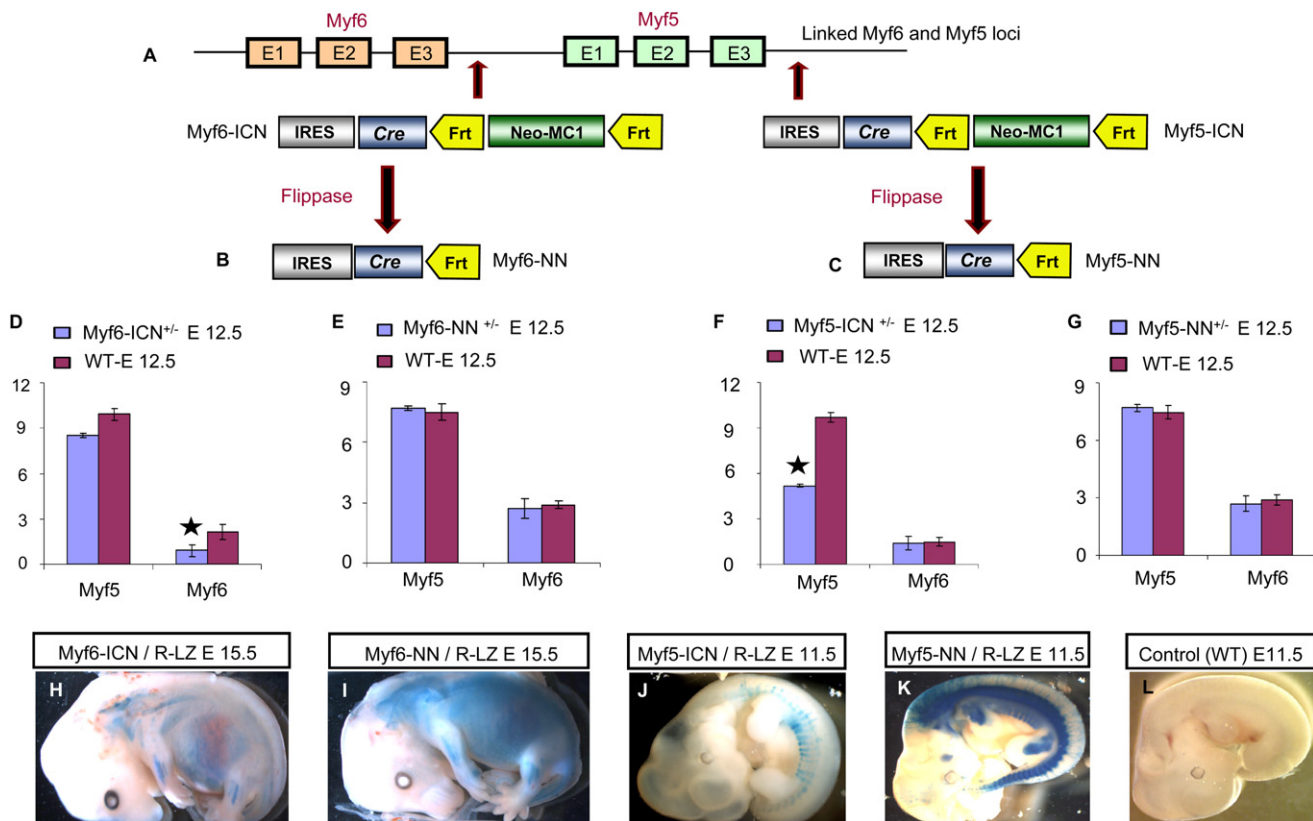 Myf6
Myf5
Linked Myf6 and Myf5 loci
A
E1 E2 E3 E1 E2 E3
Myf6-ICN IRES Cre Frt Neo-MC1 Frt
IRES Cre Frt Neo-MC1 Frt Myf5-ICN
Flippase
Flippase
B IRES Cre Frt Myf6-NN
C IRES Cre Frt Myf5-NN
D
Myf6-ICN+/- E 12.5
WT-E 12.5
12
9
6
3
0
Myf5 Myf6
E
Myf6-NN +/- E 12.5
WT-E 12.5
9
6
3
0
Myf5 Myf6
F
Myf5-ICN +/- E 12.5
WT-E 12.5
12
9
6
3
0
Myf5 Myf6
G
Myf5-NN+/- E 12.5
WT-E 12.5
9
6
3
0
Myf5 Myf6
Myf6-ICN / R-LZ E 15.5
H
Myf6-NN / R-LZ E 15.5
I
Myf5-ICN / R-LZ E 11.5
J
Myf5-NN / R-LZ E 11.5
K
Control (WT) E11.5
L